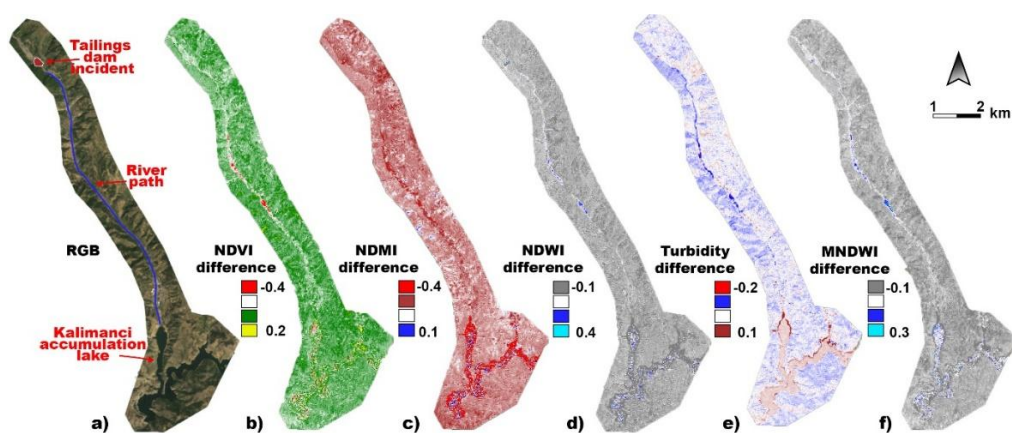 Tailings
dam
incident
River
path
RGB
Kalimanci
accumulation
lake
a)
NDVI
difference
-0.4
0.2
b)
NDMI
difference
-0.4
0.1
c)
NDWI
difference
-0.1
0.4
d)
Turbidity
difference
-0.2
0.1
e)
MNDWI
difference
-0.1
0.3
f)
1 2 km